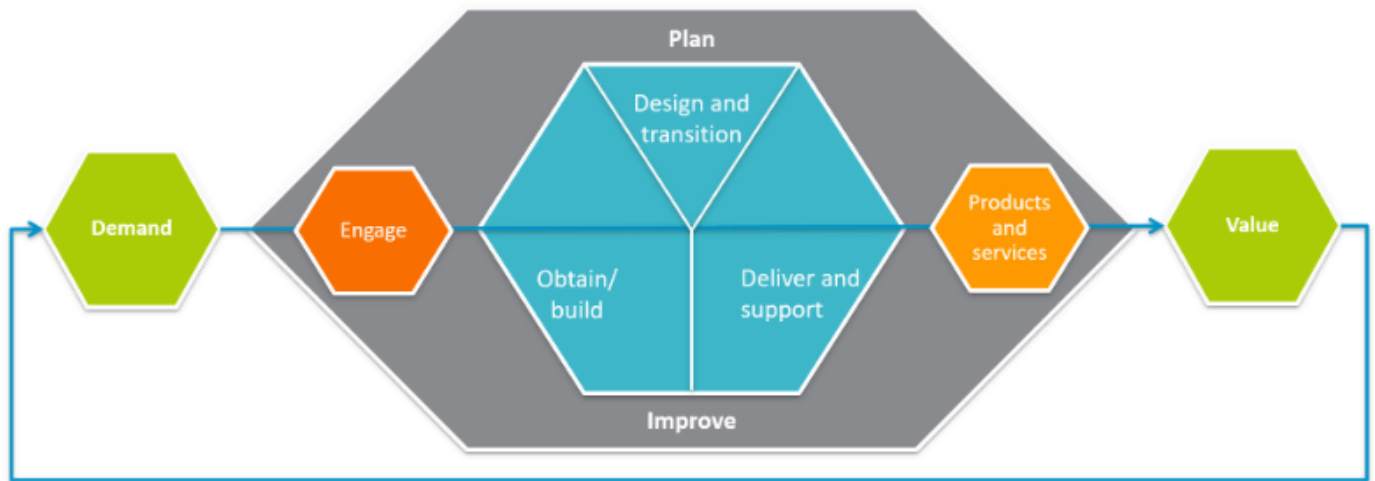 Plan
Design and
transition
Demand
Engage
Products
and
services
Value
Obtain/
build
Deliver and
support
Improve